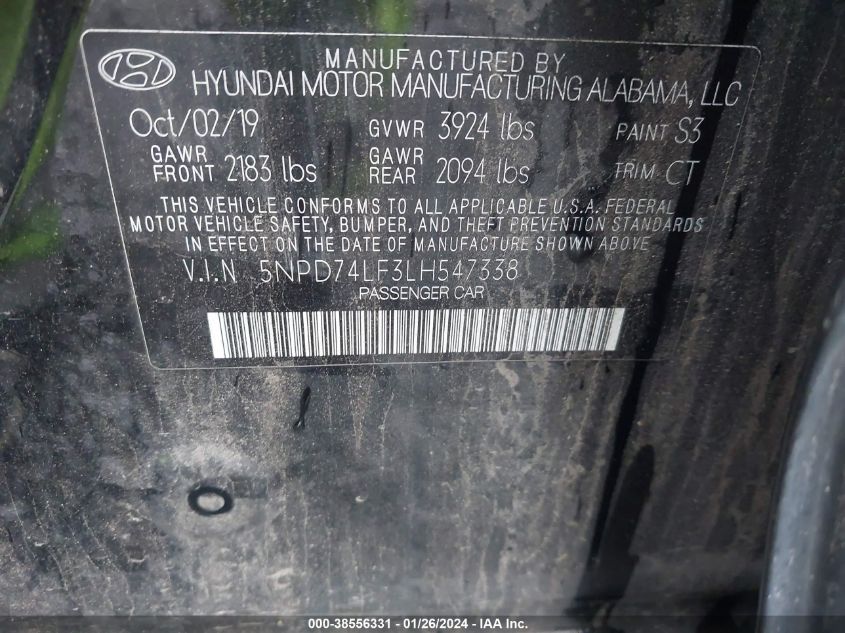 MANUFACTURED BY
HYUNDAI MOTOR MANUFACTURING ALABAMA, LLC
Oct/02/19 GVWR 3924 lbs PAINT S3
GAWR FRONT 2183 lbs GAWR REAR 2094 lbs TRIM CT
THIS VEHICLE CONFORMS TO ALL APPLICABLE U.S.A. FEDERAL
MOTOR VEHICLE SAFETY, BUMPER, AND THEFT PREVENTION STANDARDS
IN EFFECT ON THE DATE OF MANUFACTURE SHOWN ABOVE
V.I.N 5NPD74LF3LH547338
PASSENGER CAR
000-38556331 - 01/26/2024 - IAA Inc.